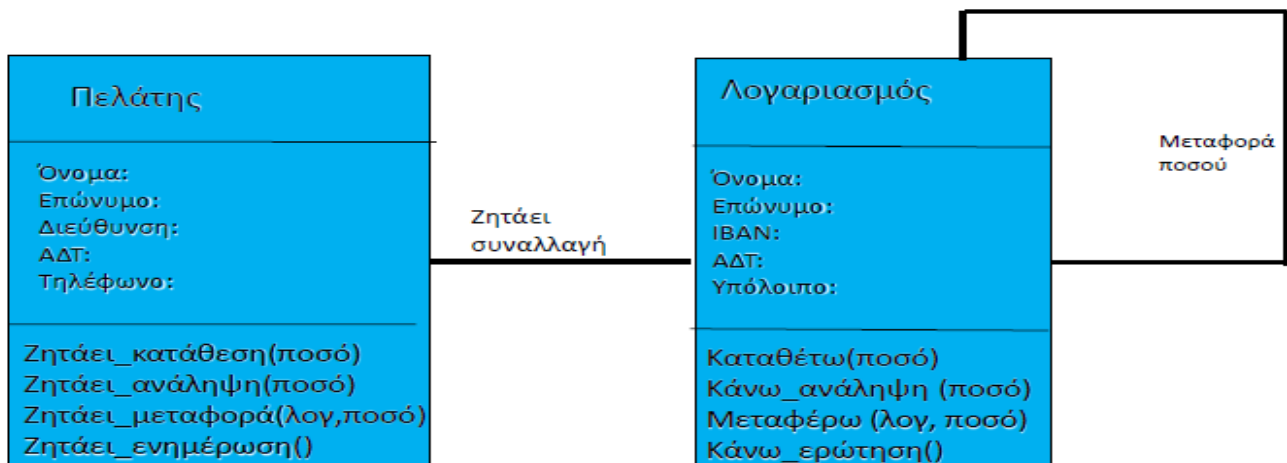 Πελάτης
Όνομα:
Επώνυμο:
Διεύθυνση:
ΑΔΤ:
Τηλέφωνο:
Ζητάει_κατάθεση(ποσό)
Ζητάει_ανάληψη(ποσό)
Ζητάει_μεταφορά(λογ,ποσό)
Ζητάει_ενημέρωση()
Ζητάει
συναλλαγή
Λογαριασμός
Όνομα:
Επώνυμο:
IBAN:
ΑΔΤ:
Υπόλοιπο:
Καταθέτω(ποσό)
Κάνω_ανάληψη (ποσό)
Μεταφέρω (λογ, ποσό)
Κάνω_ερώτηση()
Μεταφορά
ποσού